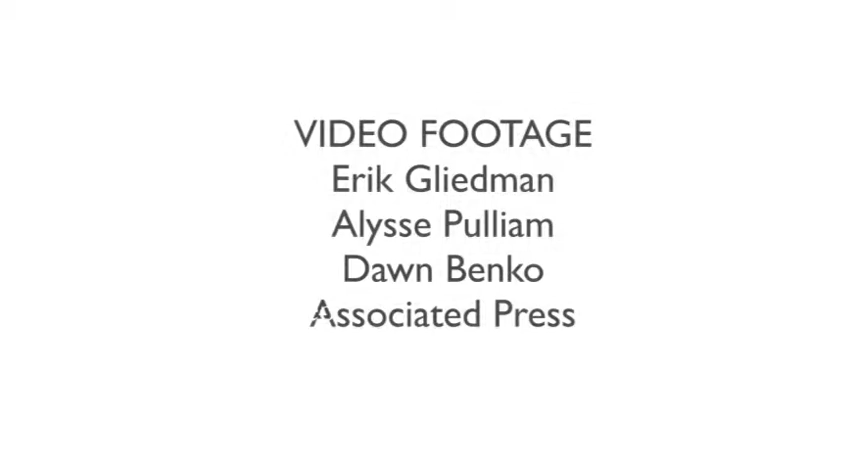 VIDEO FOOTAGE
Erik Gliedman
Alysse Pulliam
Dawn Benko
Associated Press